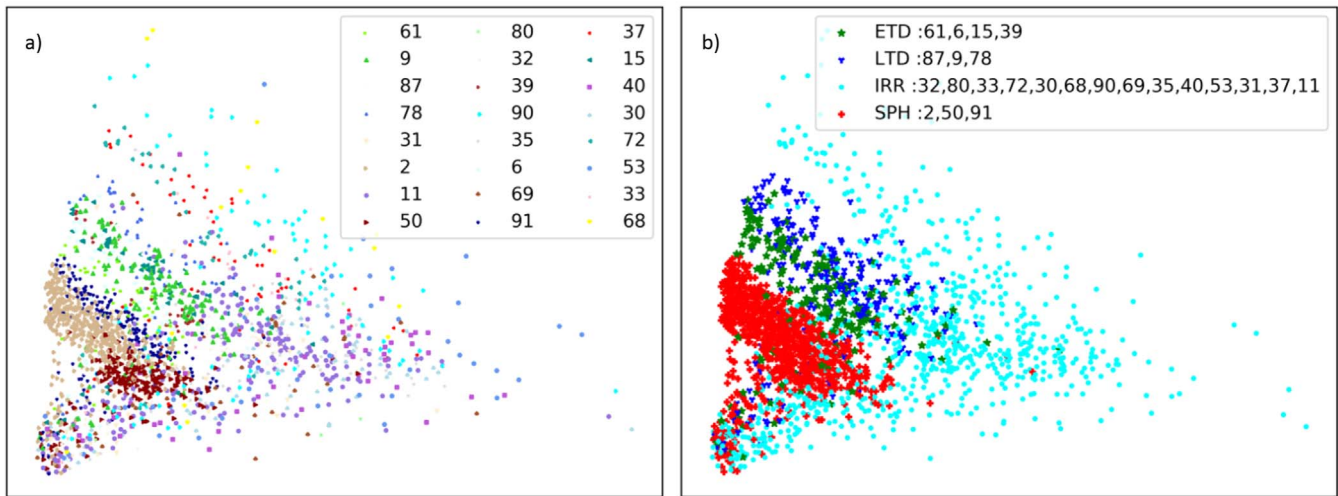 a)
61 80 37
9 32 15
87 39 40
78 90 30
31 35 72
2 6 53
11 69 33
50 91 68
b)
ETD :61,6,15,39
LTD :87,9,78
IRR :32,80,33,72,30,68,90,69,35,40,53,31,37,11
SPH :2,50,91